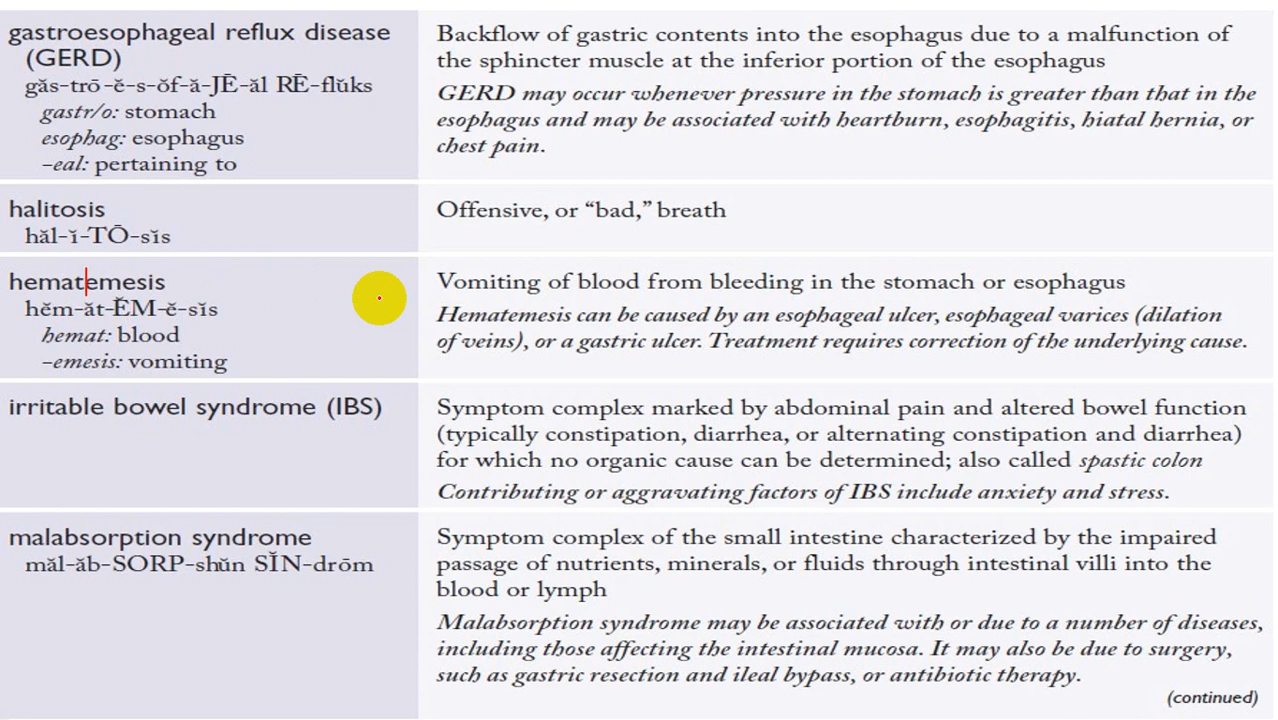 gastroesophageal reflux disease
(GERD)
găs-trō-ĕ-s-ŏf-ă-JĒ-ăl RĒ-flŭks
gastr/o: stomach
esophag: esophagus
–eal: pertaining to
Backflow of gastric contents into the esophagus due to a malfunction of
the sphincter muscle at the inferior portion of the esophagus
GERD may occur whenever pressure in the stomach is greater than that in the
esophagus and may be associated with heartburn, esophagitis, hiatal hernia, or
chest pain.
halitosis
hăl-ĭ-TŌ-sĭs
Offensive, or “bad,” breath
hematemesis
hĕm-ăt-ĔM-ĕ-sĭs
hemat: blood
–emesis: vomiting
Vomiting of blood from bleeding in the stomach or esophagus
Hematemesis can be caused by an esophageal ulcer, esophageal varices (dilation
of veins), or a gastric ulcer. Treatment requires correction of the underlying cause.
irritable bowel syndrome (IBS)
Symptom complex marked by abdominal pain and altered bowel function
(typically constipation, diarrhea, or alternating constipation and diarrhea)
for which no organic cause can be determined; also called spastic colon
Contributing or aggravating factors of IBS include anxiety and stress.
malabsorption syndrome
măl-ăb-SORP-shŭn SĬN-drōm
Symptom complex of the small intestine characterized by the impaired
passage of nutrients, minerals, or fluids through intestinal villi into the
blood or lymph
Malabsorption syndrome may be associated with or due to a number of diseases,
including those affecting the intestinal mucosa. It may also be due to surgery,
such as gastric resection and ileal bypass, or antibiotic therapy.
(continued)